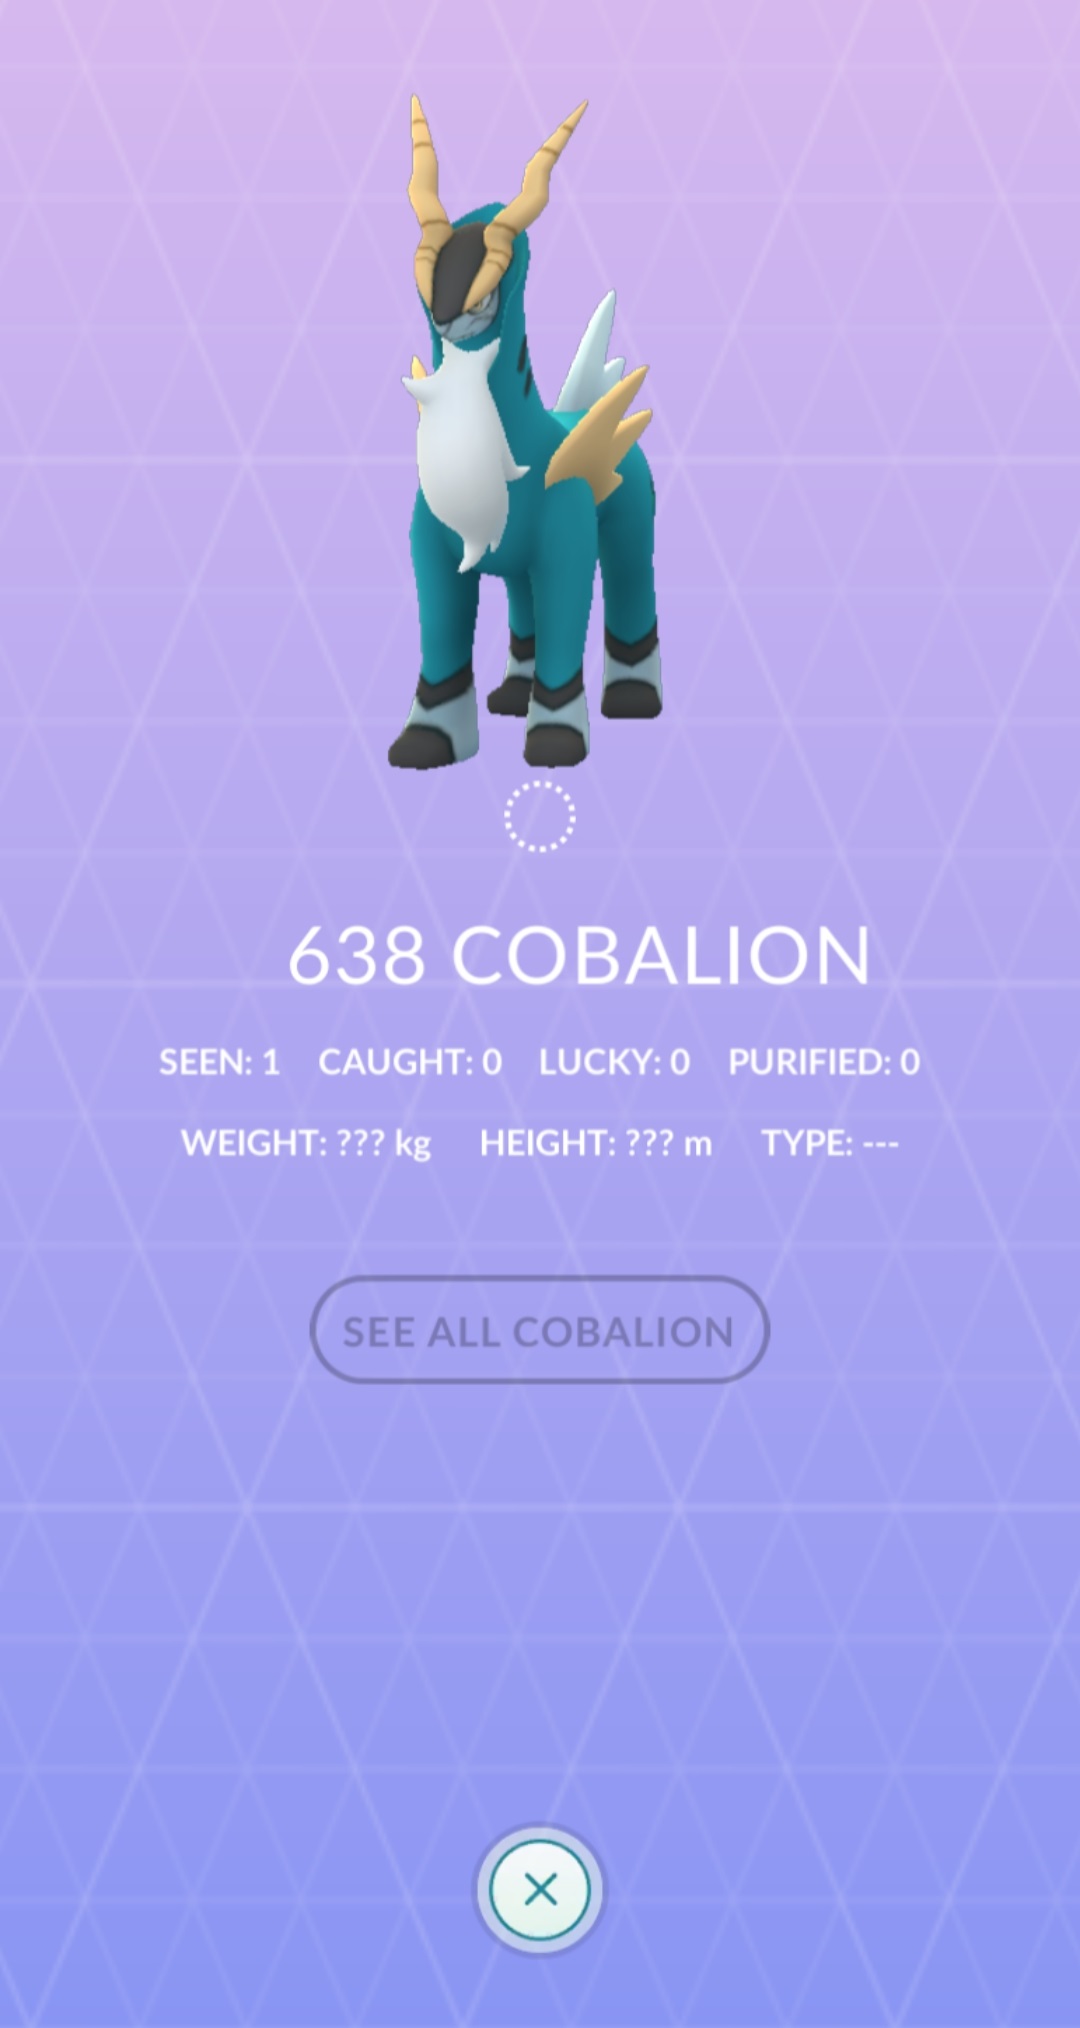 638 COBALION
SEEN: 1 CAUGHT: 0 LUCKY: 0 PURIFIED: 0
WEIGHT: ??? kg HEIGHT: ??? m TYPE: ---
SEE ALL COBALION